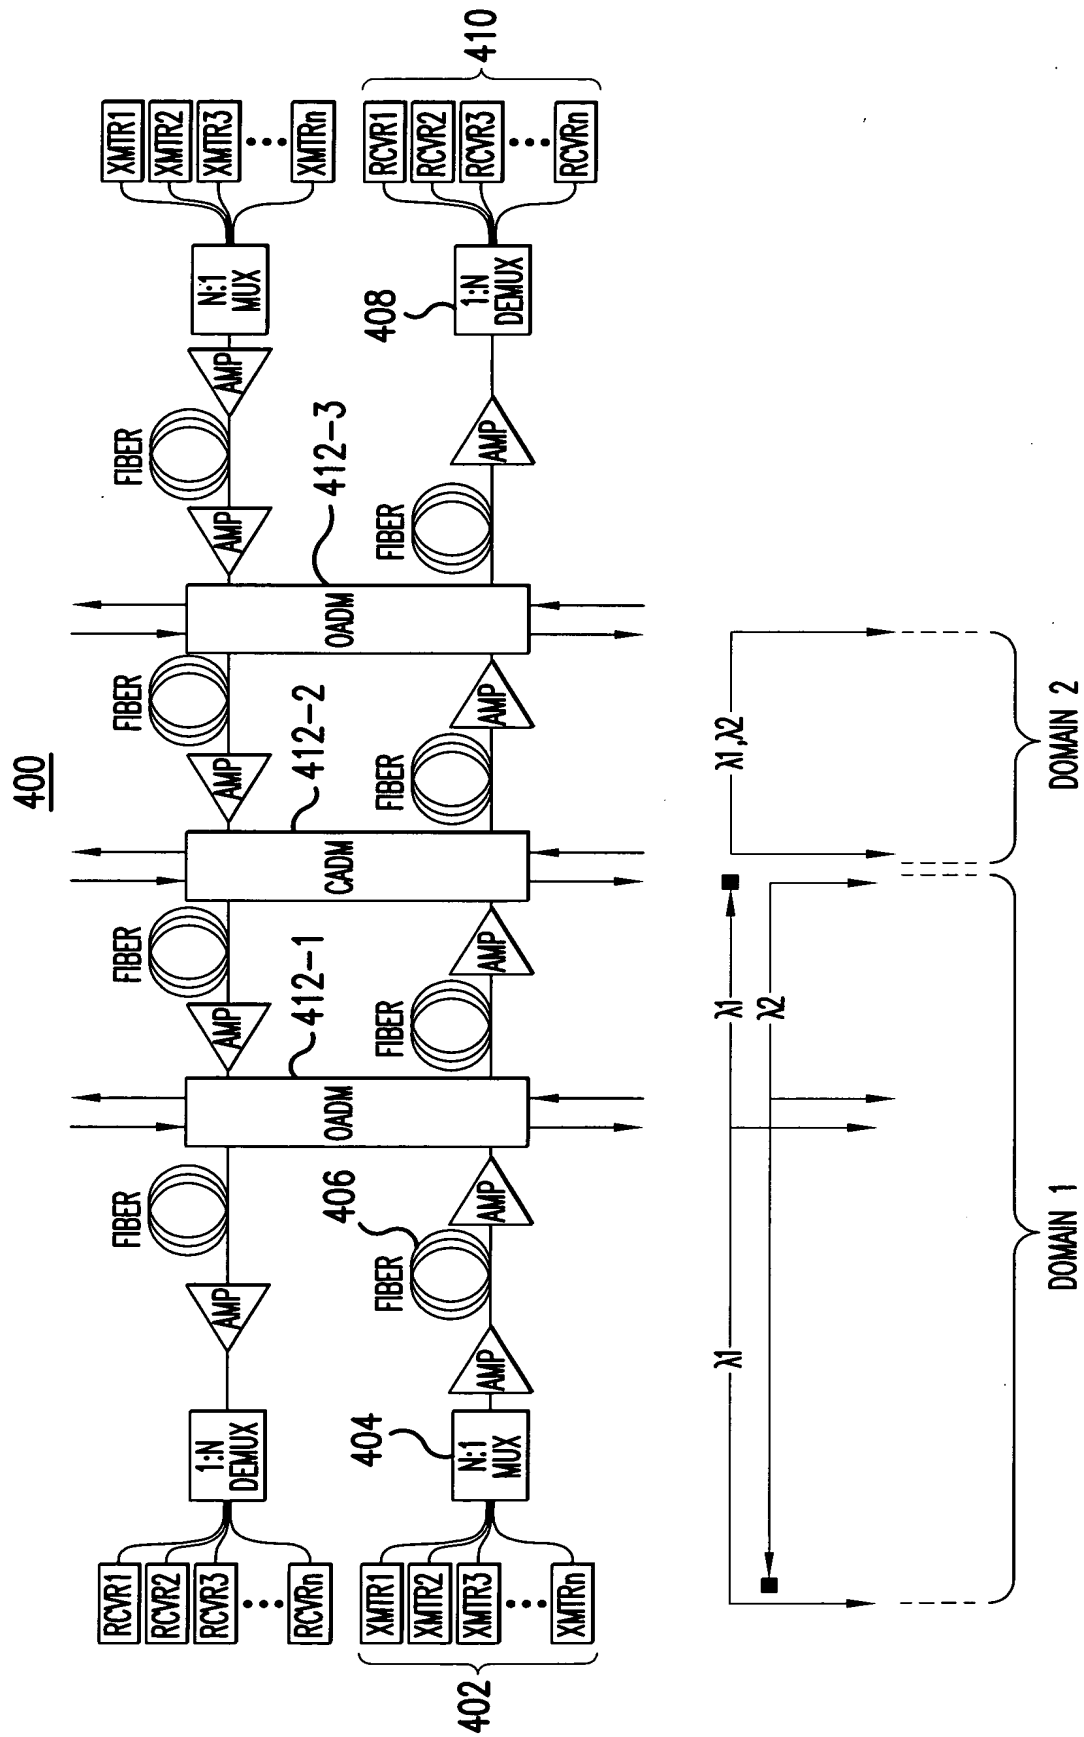 400
RCVR1
RCVR2
RCVR3
RCVRn
1:N
DEMUX
AMP
FIBER
AMP
FIBER
AMP
FIBER
AMP
FIBER
AMP
N:1
MUX
XMTR1
XMTR2
XMTR3
XMTRn
OADM
412-1
CADM
412-2
OADM
412-3
402
XMTR1
XMTR2
XMTR3
XMTRn
404
N:1
MUX
AMP
FIBER
406
AMP
FIBER
AMP
FIBER
AMP
FIBER
AMP
408
1:N
DEMUX
RCVR1
RCVR2
RCVR3
RCVRn
410
λ1
λ1
λ2
λ1,λ2
DOMAIN 1
DOMAIN 2